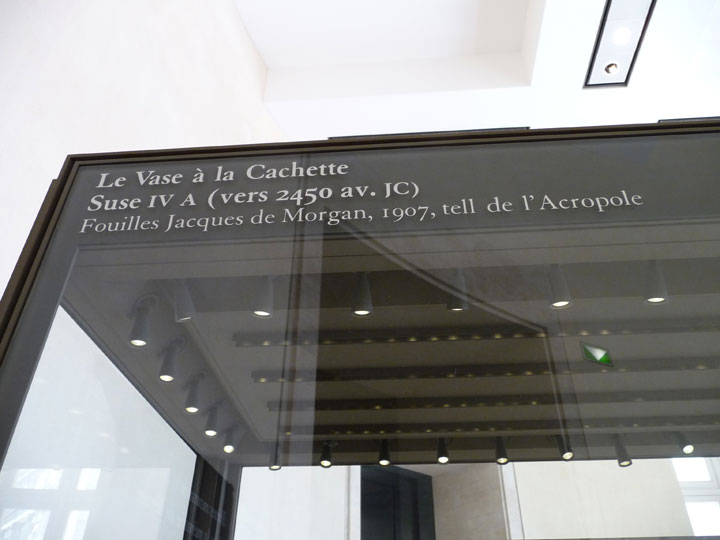 Le Vase à la Cachette
Suse IV A (vers 2450 av. JC)
Fouilles Jacques de Morgan, 1907, tell de l'Acropole